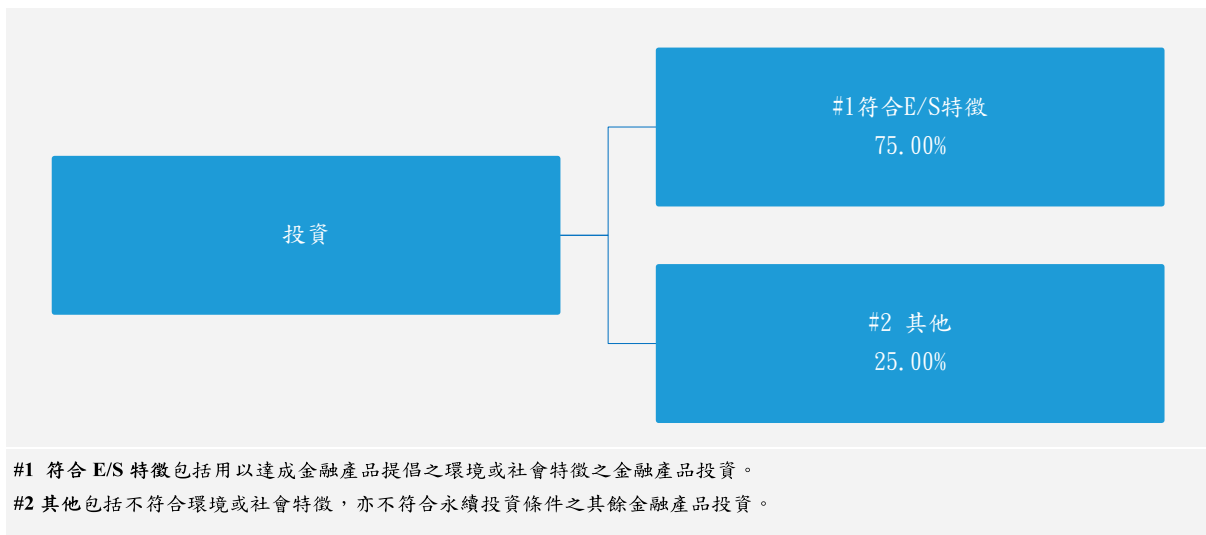 投資
#1符合E/S特徵
75.00%
#2 其他
25.00%
#1 符合 E/S 特徵包括用以達成金融產品提倡之環境或社會特徵之金融產品投資。
#2 其他包括不符合環境或社會特徵，亦不符合永續投資條件之其餘金融產品投資。